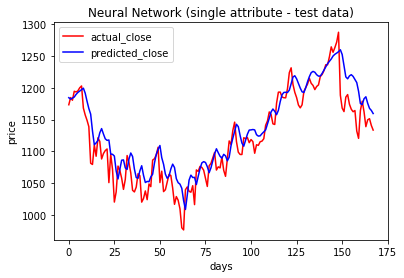 Neural Network (single attribute - test data)
actual_close
predicted_close
price
1300
1250
1200
1150
1100
1050
1000
0 25 50 75 100 125 150 175
days